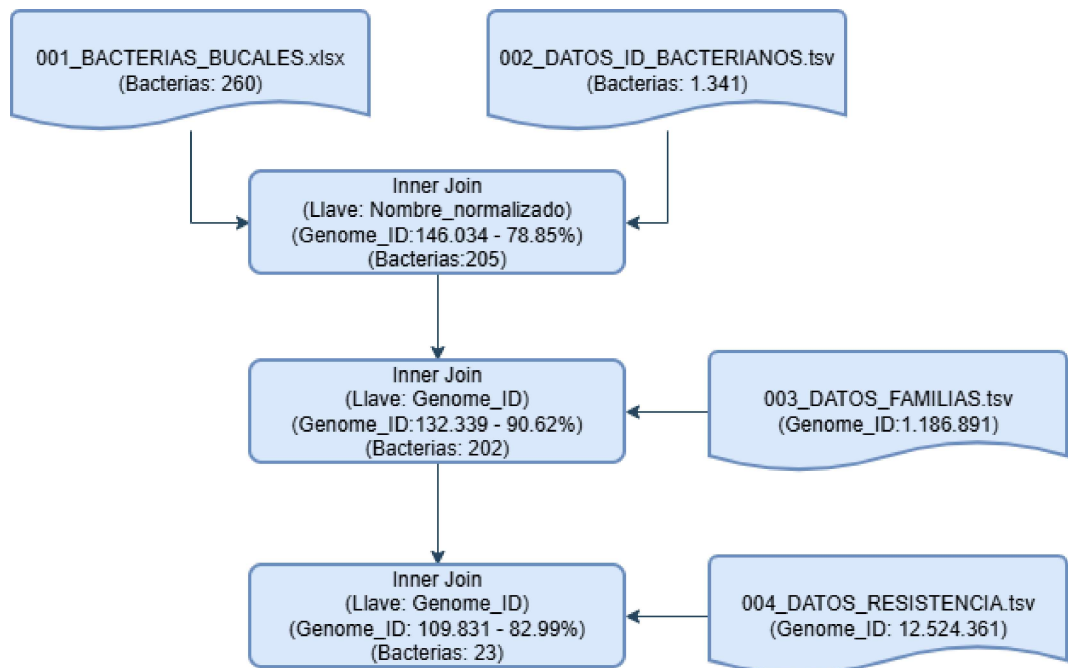 001_BACTERIAS_BUCALES.xlsx
(Bacterias: 260)
002_DATOS_ID_BACTERIANOS.tsv
(Bacterias: 1.341)
Inner Join
(Llave: Nombre_normalizado)
(Genome_ID:146.034 - 78.85%)
(Bacterias:205)
Inner Join
(Llave: Genome_ID)
(Genome_ID:132.339 - 90.62%)
(Bacterias: 202)
003_DATOS_FAMILIAS.tsv
(Genome_ID:1.186.891)
Inner Join
(Llave: Genome_ID)
(Genome_ID: 109.831 - 82.99%)
(Bacterias: 23)
004_DATOS_RESISTENCIA.tsv
(Genome_ID: 12.524.361)